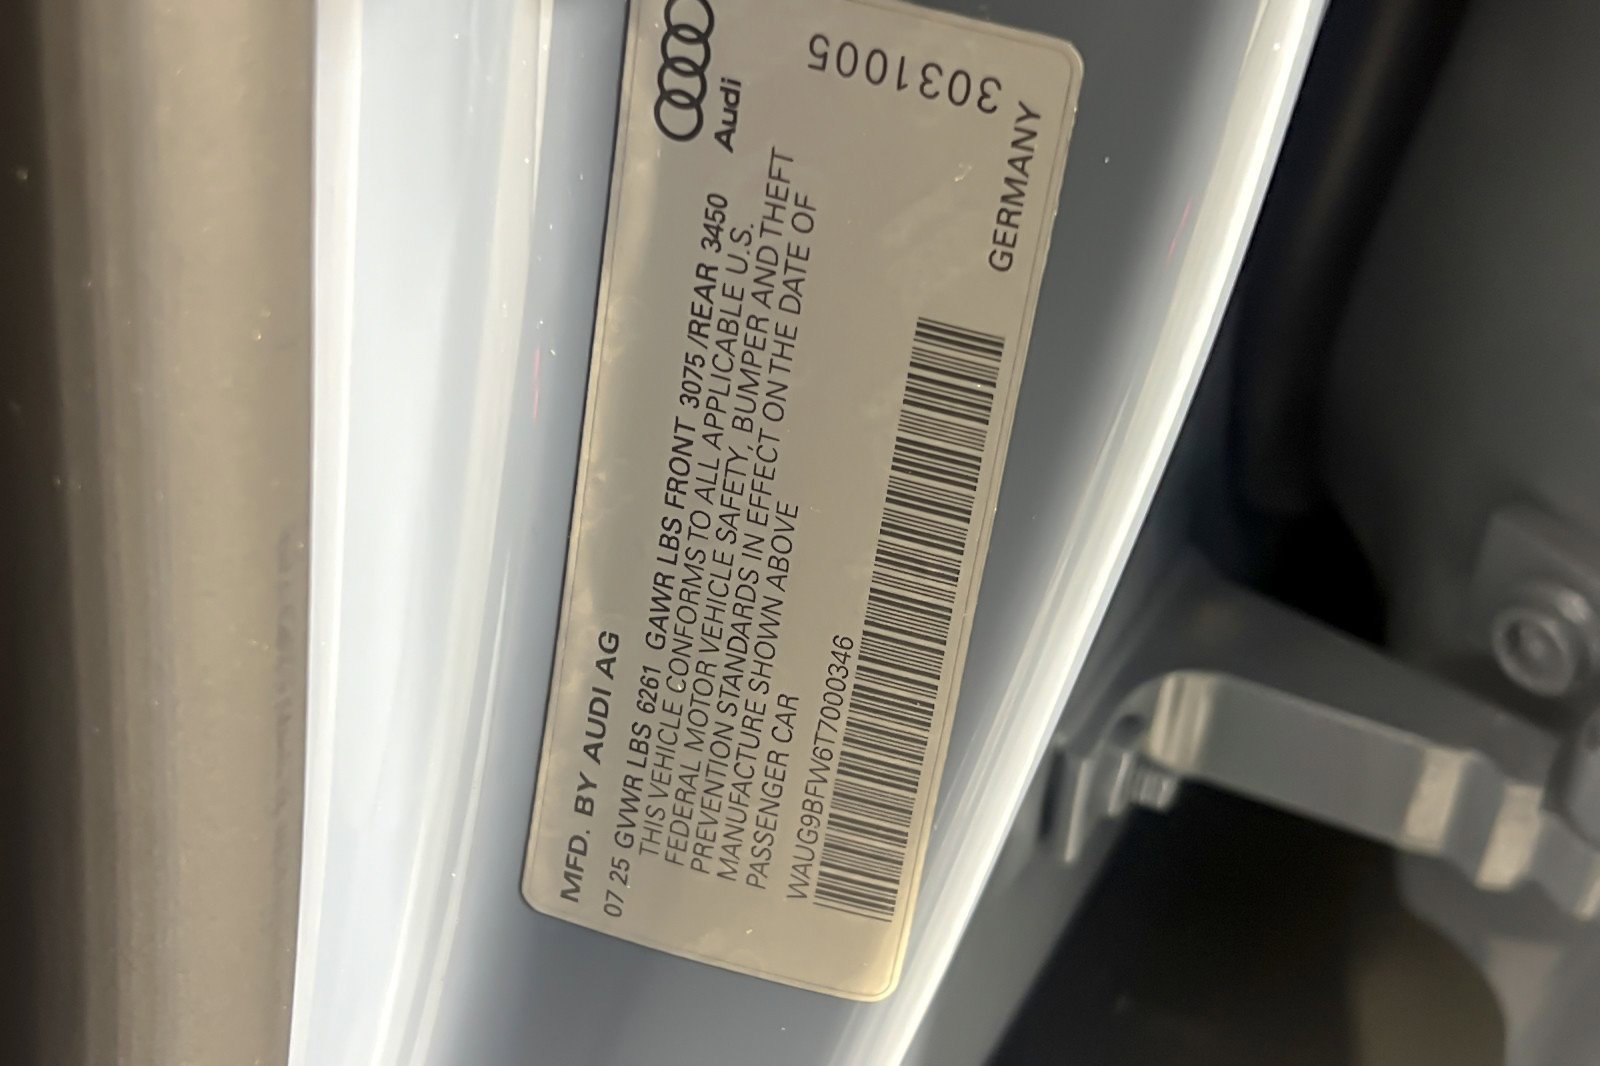 Audi
MFD. BY AUDI AG
07 25 GVWR LBS 6261 GAWR LBS FRONT 3075 /REAR 3450
THIS VEHICLE CONFORMS TO ALL APPLICABLE U.S.
FEDERAL MOTOR VEHICLE SAFETY, BUMPER AND THEFT
PREVENTION STANDARDS IN EFFECT ON THE DATE OF
MANUFACTURE SHOWN ABOVE
PASSENGER CAR
WAUG9BFW6T7000346
GERMANY
3031005